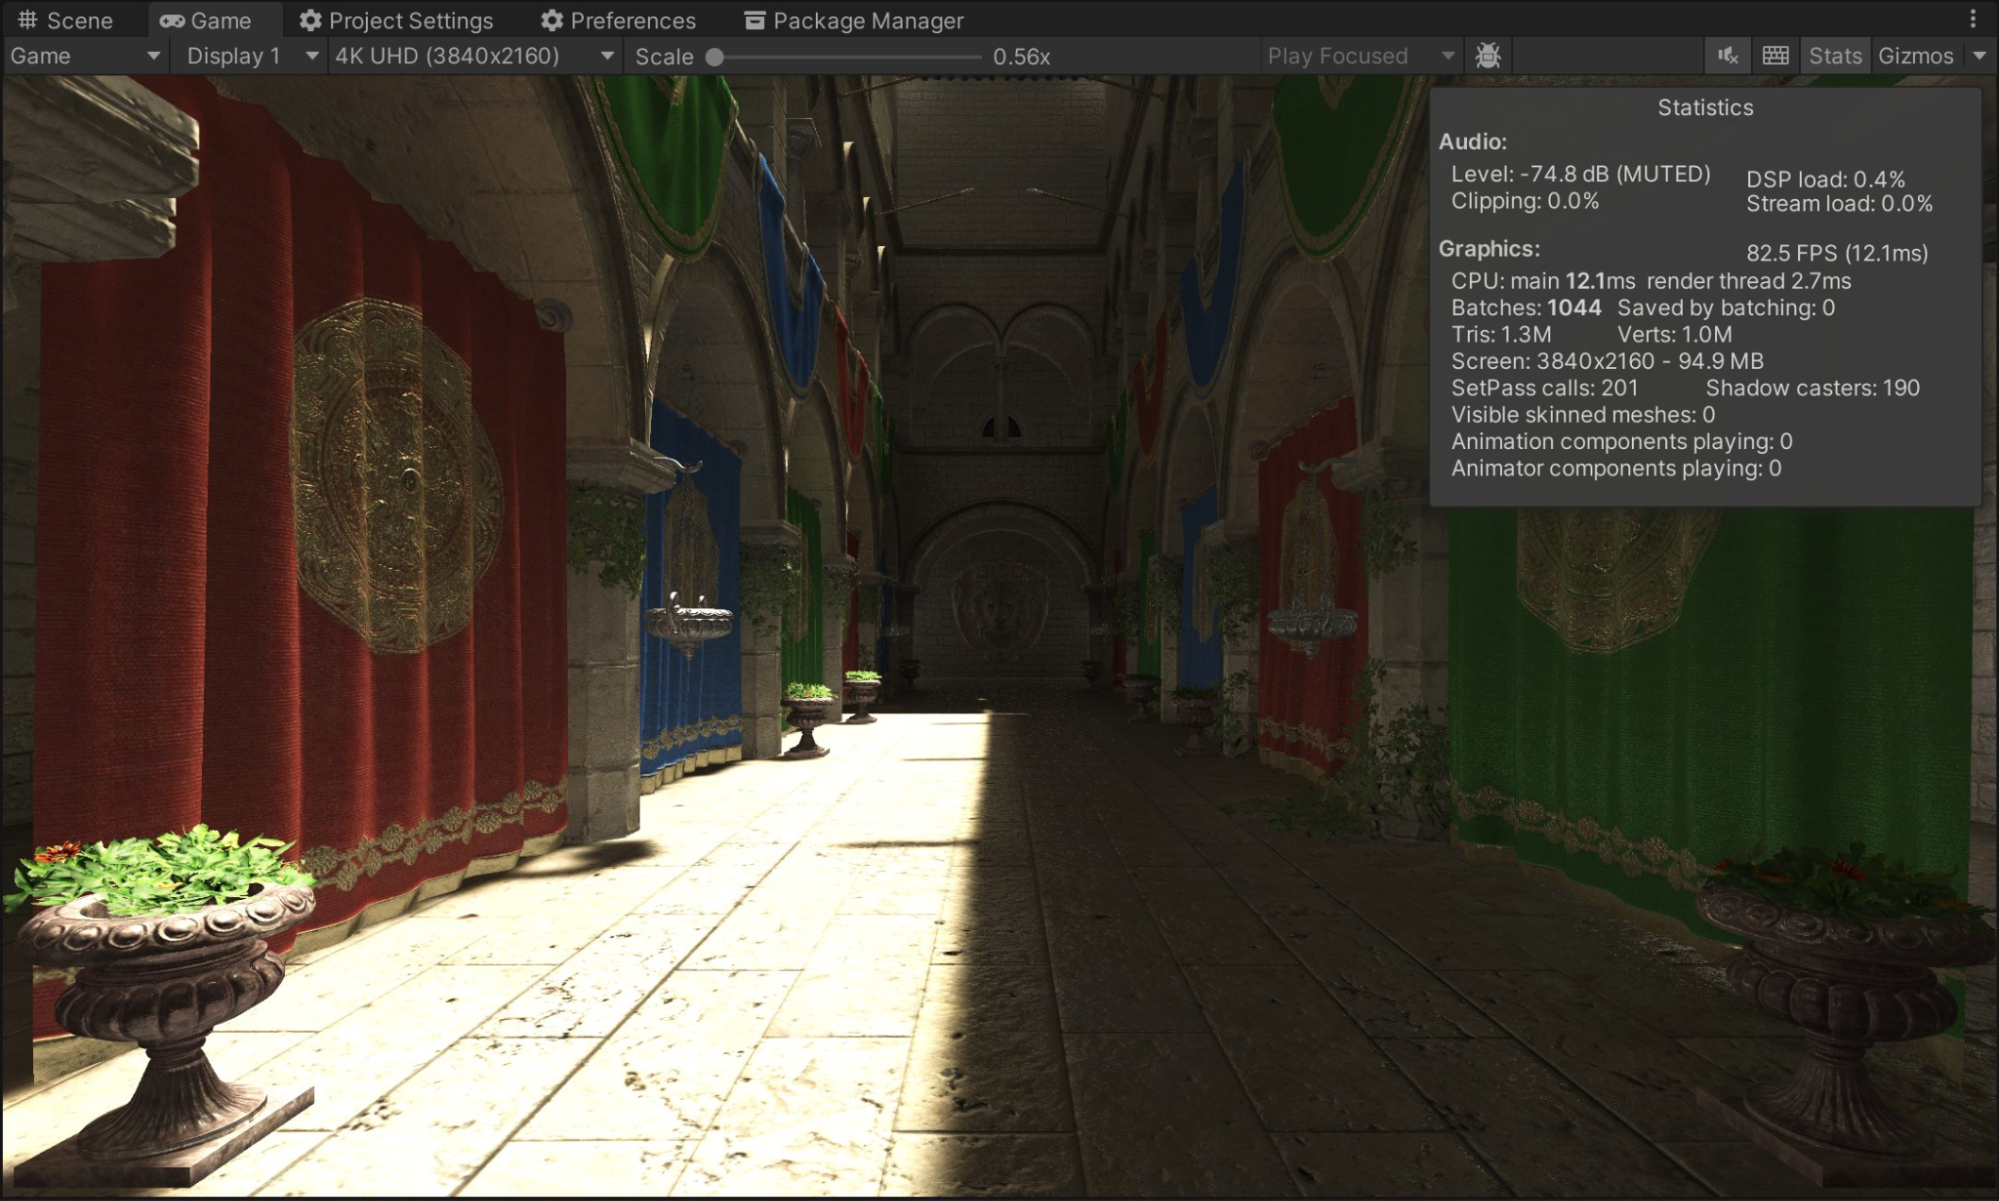 Scene Game Project Settings Preferences Package Manager
Game Display 1 4K UHD (3840x2160) Scale 0.56x Play Focused Stats Gizmos
Statistics
Audio:
Level: -74.8 dB (MUTED) DSP load: 0.4%
Clipping: 0.0% Stream load: 0.0%
Graphics: 82.5 FPS (12.1ms)
CPU: main 12.1ms render thread 2.7ms
Batches: 1044 Saved by batching: 0
Tris: 1.3M Verts: 1.0M
Screen: 3840x2160 - 94.9 MB
SetPass calls: 201 Shadow casters: 190
Visible skinned meshes: 0
Animation components playing: 0
Animator components playing: 0